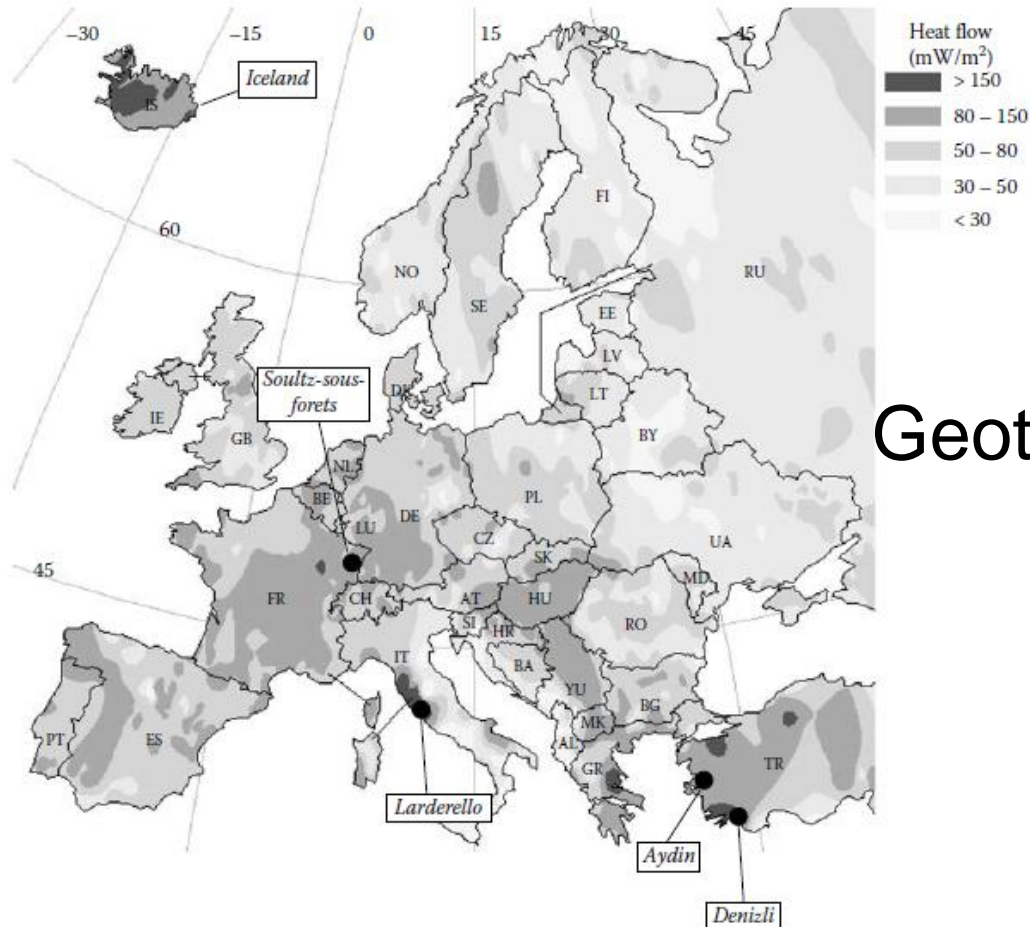 −30
−15
0
15
30
45
Heat flow
(mW/m²)
> 150
80 – 150
50 – 80
30 – 50
< 30
Iceland
IS
60
FI
NO
SE
RU
EE
LV
LT
Soultz-sous-
forets
IE
GB
BY
Geot
NL
BE
LU
DE
PL
CZ
SK
UA
MD
45
FR
CH
AT
HU
SI
HR
RO
IT
BA
YU
BG
MK
AL
PT
ES
GR
TR
Larderello
Aydin
Denizli